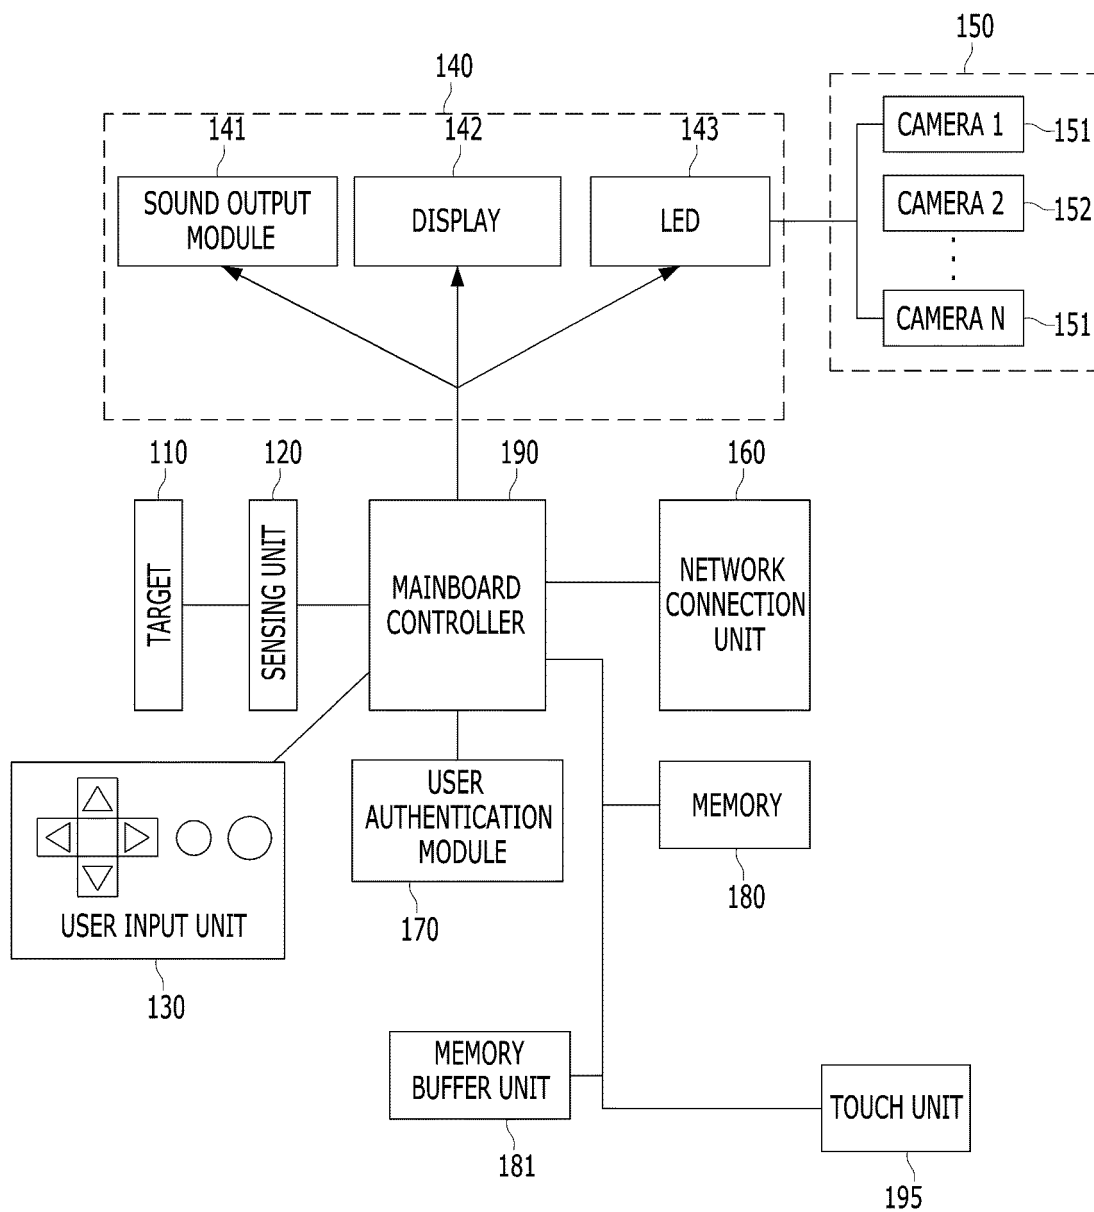 150
140
141
142
143
CAMERA 1
151
SOUND OUTPUT
MODULE
DISPLAY
LED
CAMERA 2
152
CAMERA N
151
110
120
190
160
TARGET
SENSING UNIT
MAINBOARD
CONTROLLER
NETWORK
CONNECTION
UNIT
USER
AUTHENTICATION
MODULE
170
MEMORY
180
USER INPUT UNIT
130
MEMORY
BUFFER UNIT
181
TOUCH UNIT
195